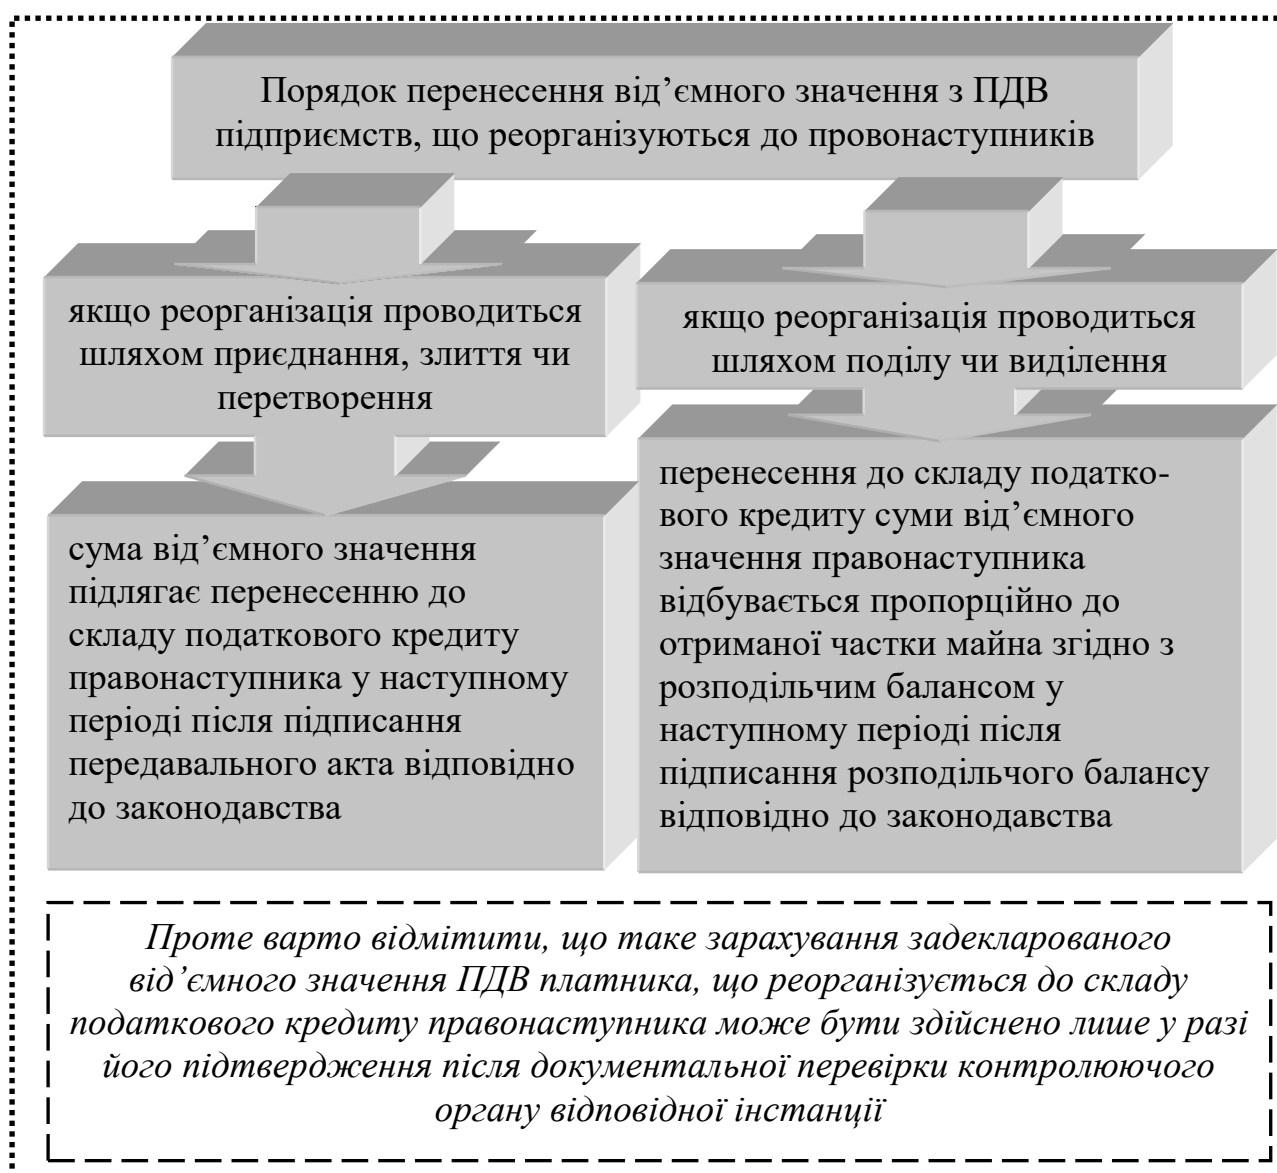 Порядок перенесення від’ємного значення з ПДВ
підприємств, що реорганізуються до провонаступників
якщо реорганізація проводиться
шляхом приєднання, злиття чи
перетворення
сума від’ємного значення
підлягає перенесенню до
складу податкового кредиту
правонаступника у наступному
періоді після підписання
передавального акта відповідно
до законодавства
якщо реорганізація проводиться
шляхом поділу чи виділення
перенесення до складу податко-
вого кредиту суми від’ємного
значення правонаступника
відбувається пропорційно до
отриманої частки майна згідно з
розподільчим балансом у
наступному періоді після
підписання розподільчого балансу
відповідно до законодавства
Проте варто відмітити, що таке зарахування задекларованого
від’ємного значення ПДВ платника, що реорганізується до складу
податкового кредиту правонаступника може бути здійснено лише у разі
його підтвердження після документальної перевірки контролюючого
органу відповідної інстанції